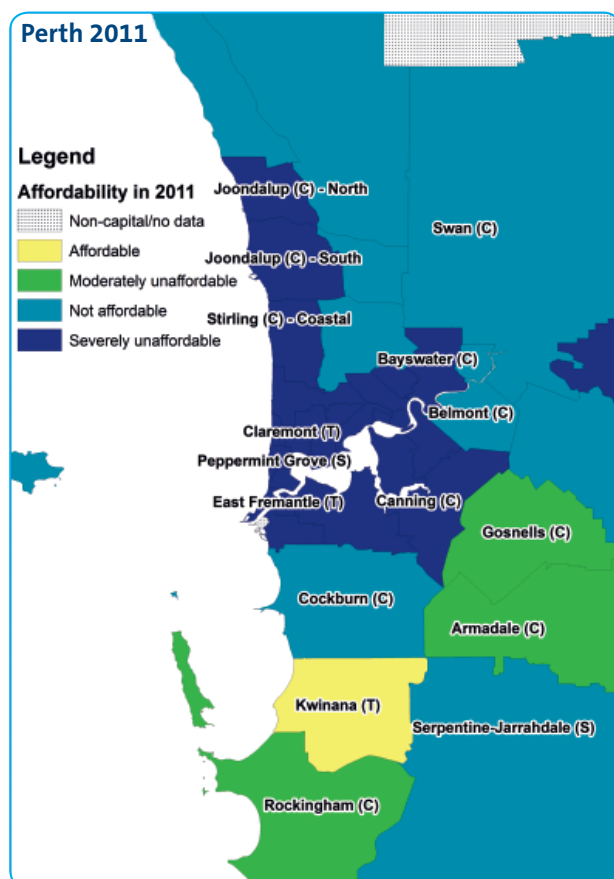 Perth 2011
Legend
Affordability in 2011
Non-capital/no data
Affordable
Moderately unaffordable
Not affordable
Severely unaffordable
Joondalup (C) - North
Swan (C)
Joondalup (C) - South
Stirling (C) - Coastal
Bayswater (C)
Belmont (C)
Claremont (T)
Peppermint Grove (S)
East Fremantle (T)
Canning (C)
Gosnells (C)
Cockburn (C)
Armadale (C)
Kwinana (T)
Serpentine-Jarrahdale (S)
Rockingham (C)